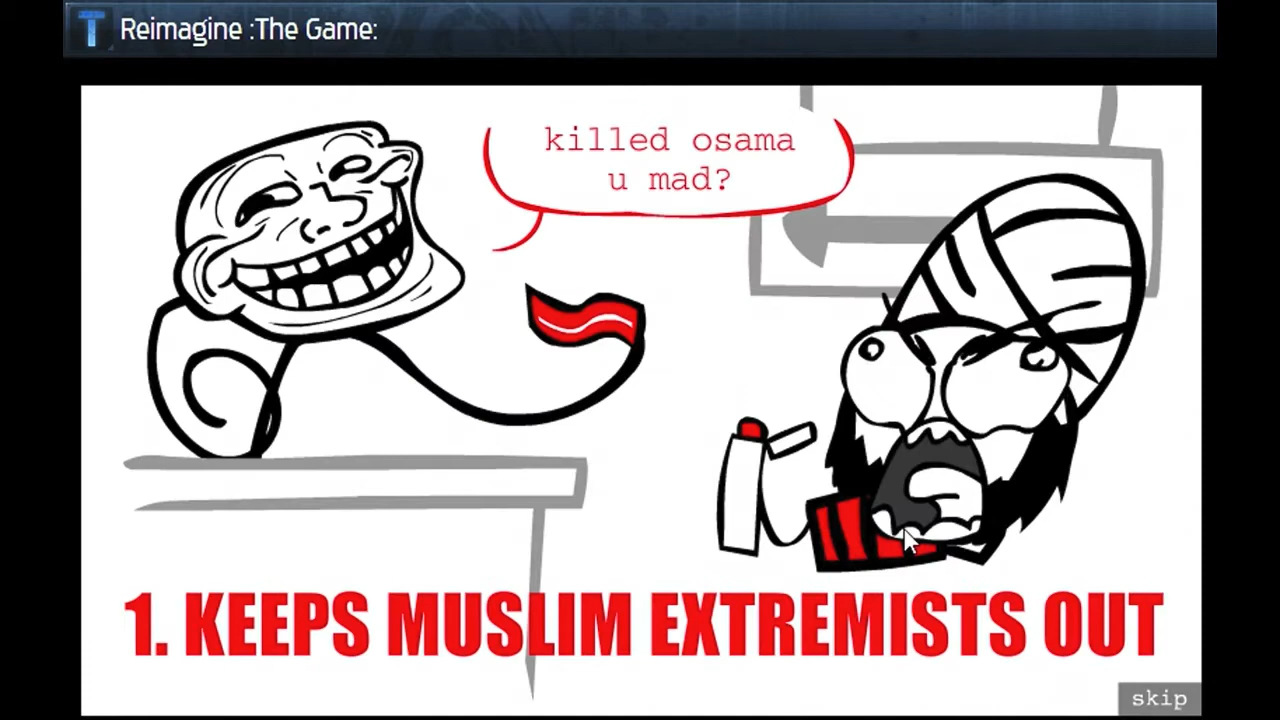 Reimagine :The Game:
killed osama
u mad?
1. KEEPS MUSLIM EXTREMISTS OUT
skip